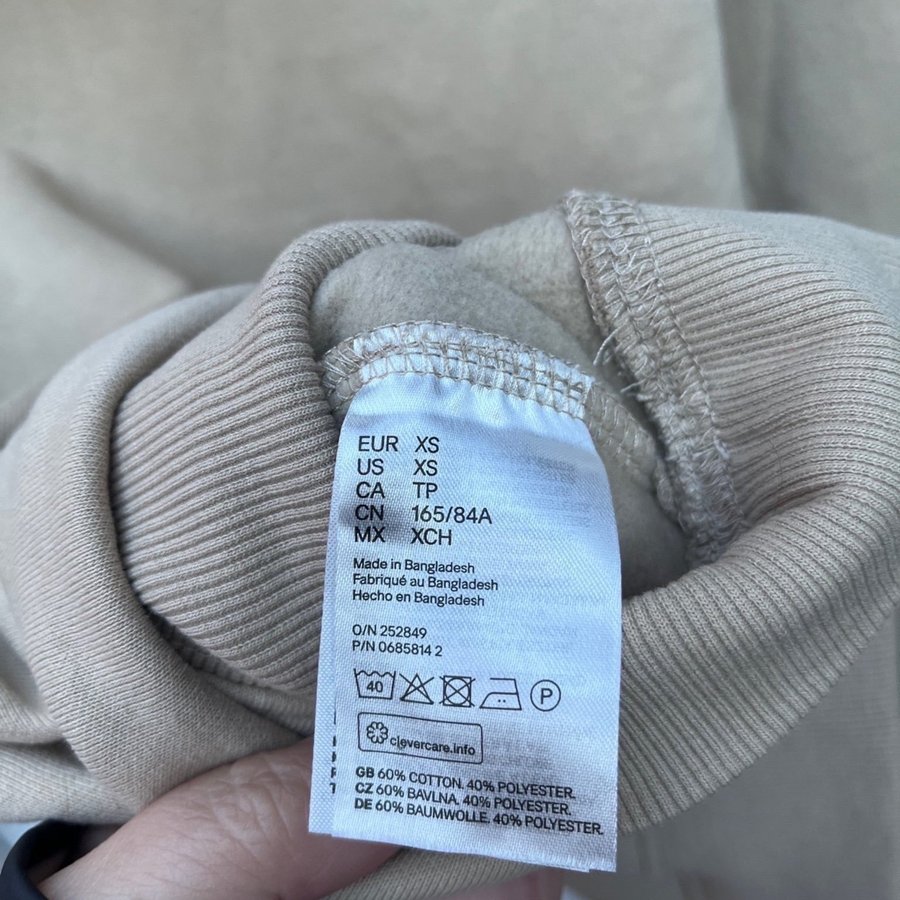 EUR XS
US XS
CA TP
CN 165/84A
MX XCH
Made in Bangladesh
Fabriqué au Bangladesh
Hecho en Bangladesh
O/N 252849
P/N 0685814 2
40
P
clevercare.info
GB 60% COTTON. 40% POLYESTER.
CZ 60% BAVLNA. 40% POLYESTER.
DE 60% BAUMWOLLE. 40% POLYESTER.